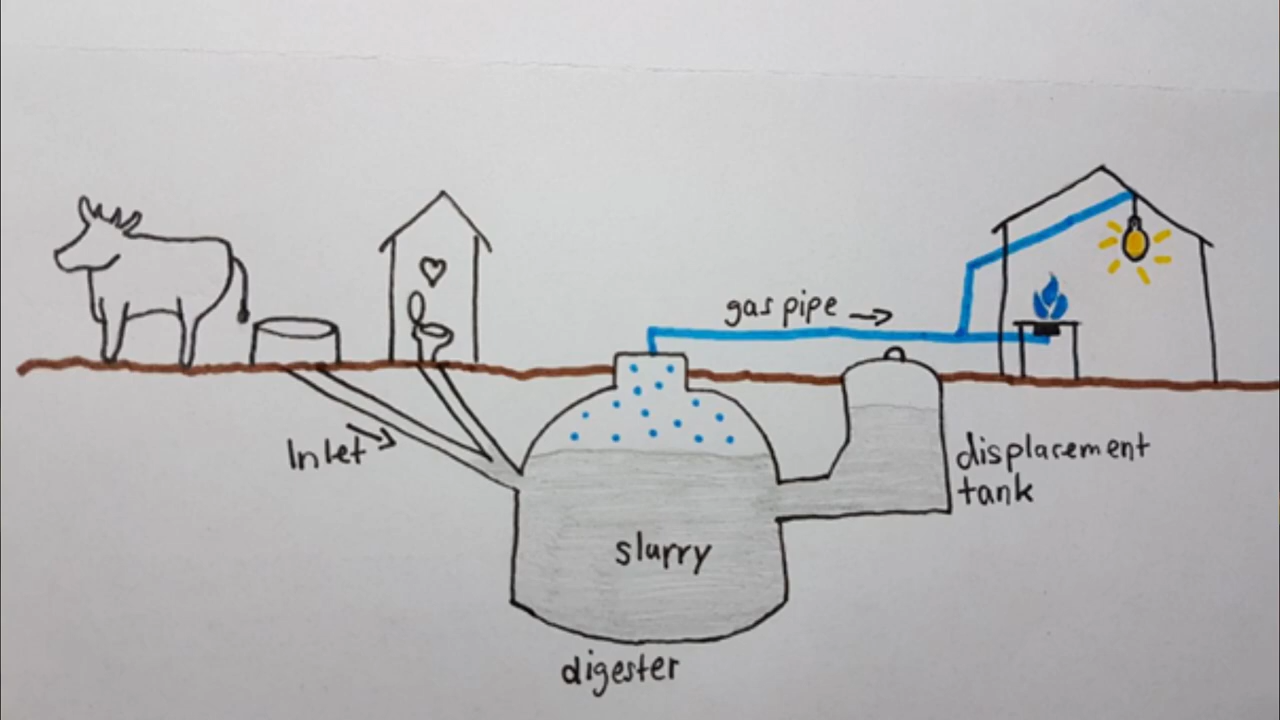 gas pipe →
Inlet →
displacement
tank
slurry
digester